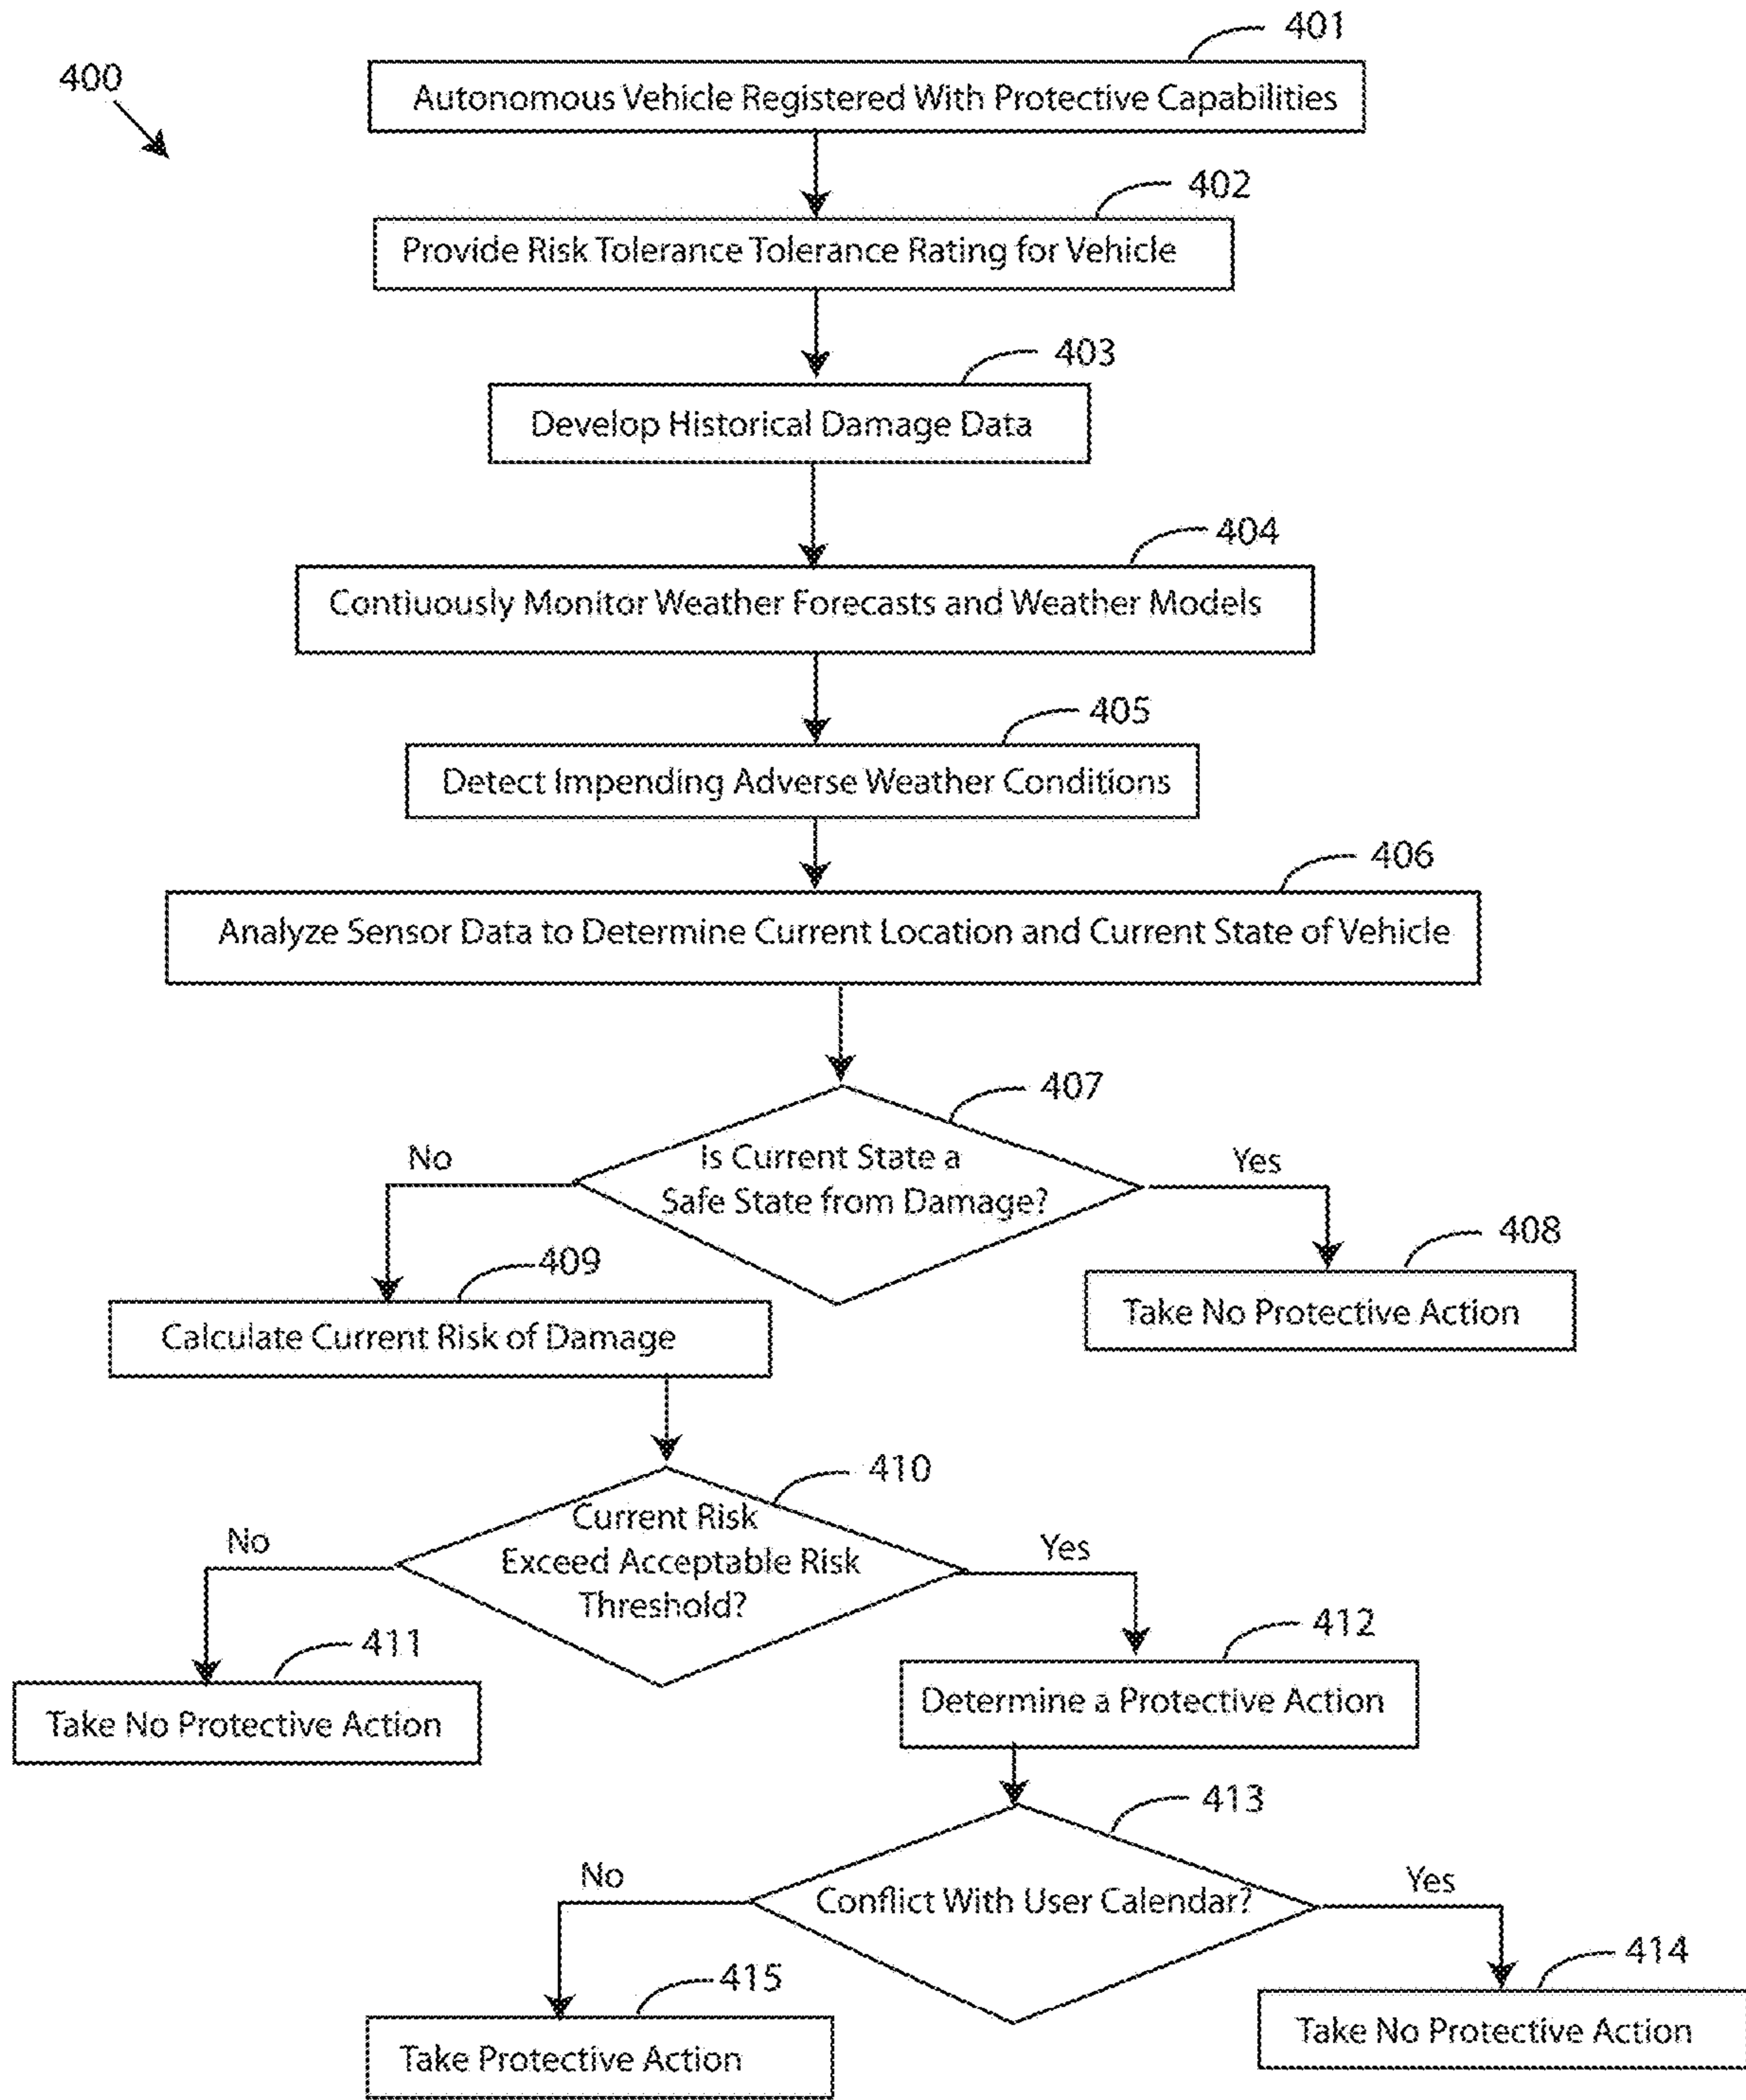 400
401
Autonomous Vehicle Registered With Protective Capabilities
402
Provide Risk Tolerance Tolerance Rating for Vehicle
403
Develop Historical Damage Data
404
Contiuously Monitor Weather Forecasts and Weather Models
405
Detect Impending Adverse Weather Conditions
406
Analyze Sensor Data to Determine Current Location and Current State of Vehicle
407
Is Current State a
Safe State from Damage?
No
Yes
408
Take No Protective Action
409
Calculate Current Risk of Damage
410
Current Risk
Exceed Acceptable Risk
Threshold?
No
Yes
411
Take No Protective Action
412
Determine a Protective Action
413
Conflict With User Calendar?
No
Yes
414
Take No Protective Action
415
Take Protective Action